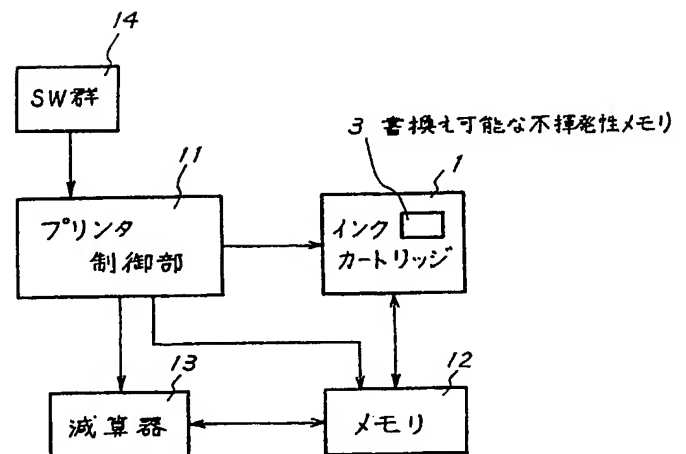 14
SW群
3 書換え可能な不揮発性メモリ
11
1
プリンタ
制御部
インク
カートリッジ
13
12
減算器
メモリ